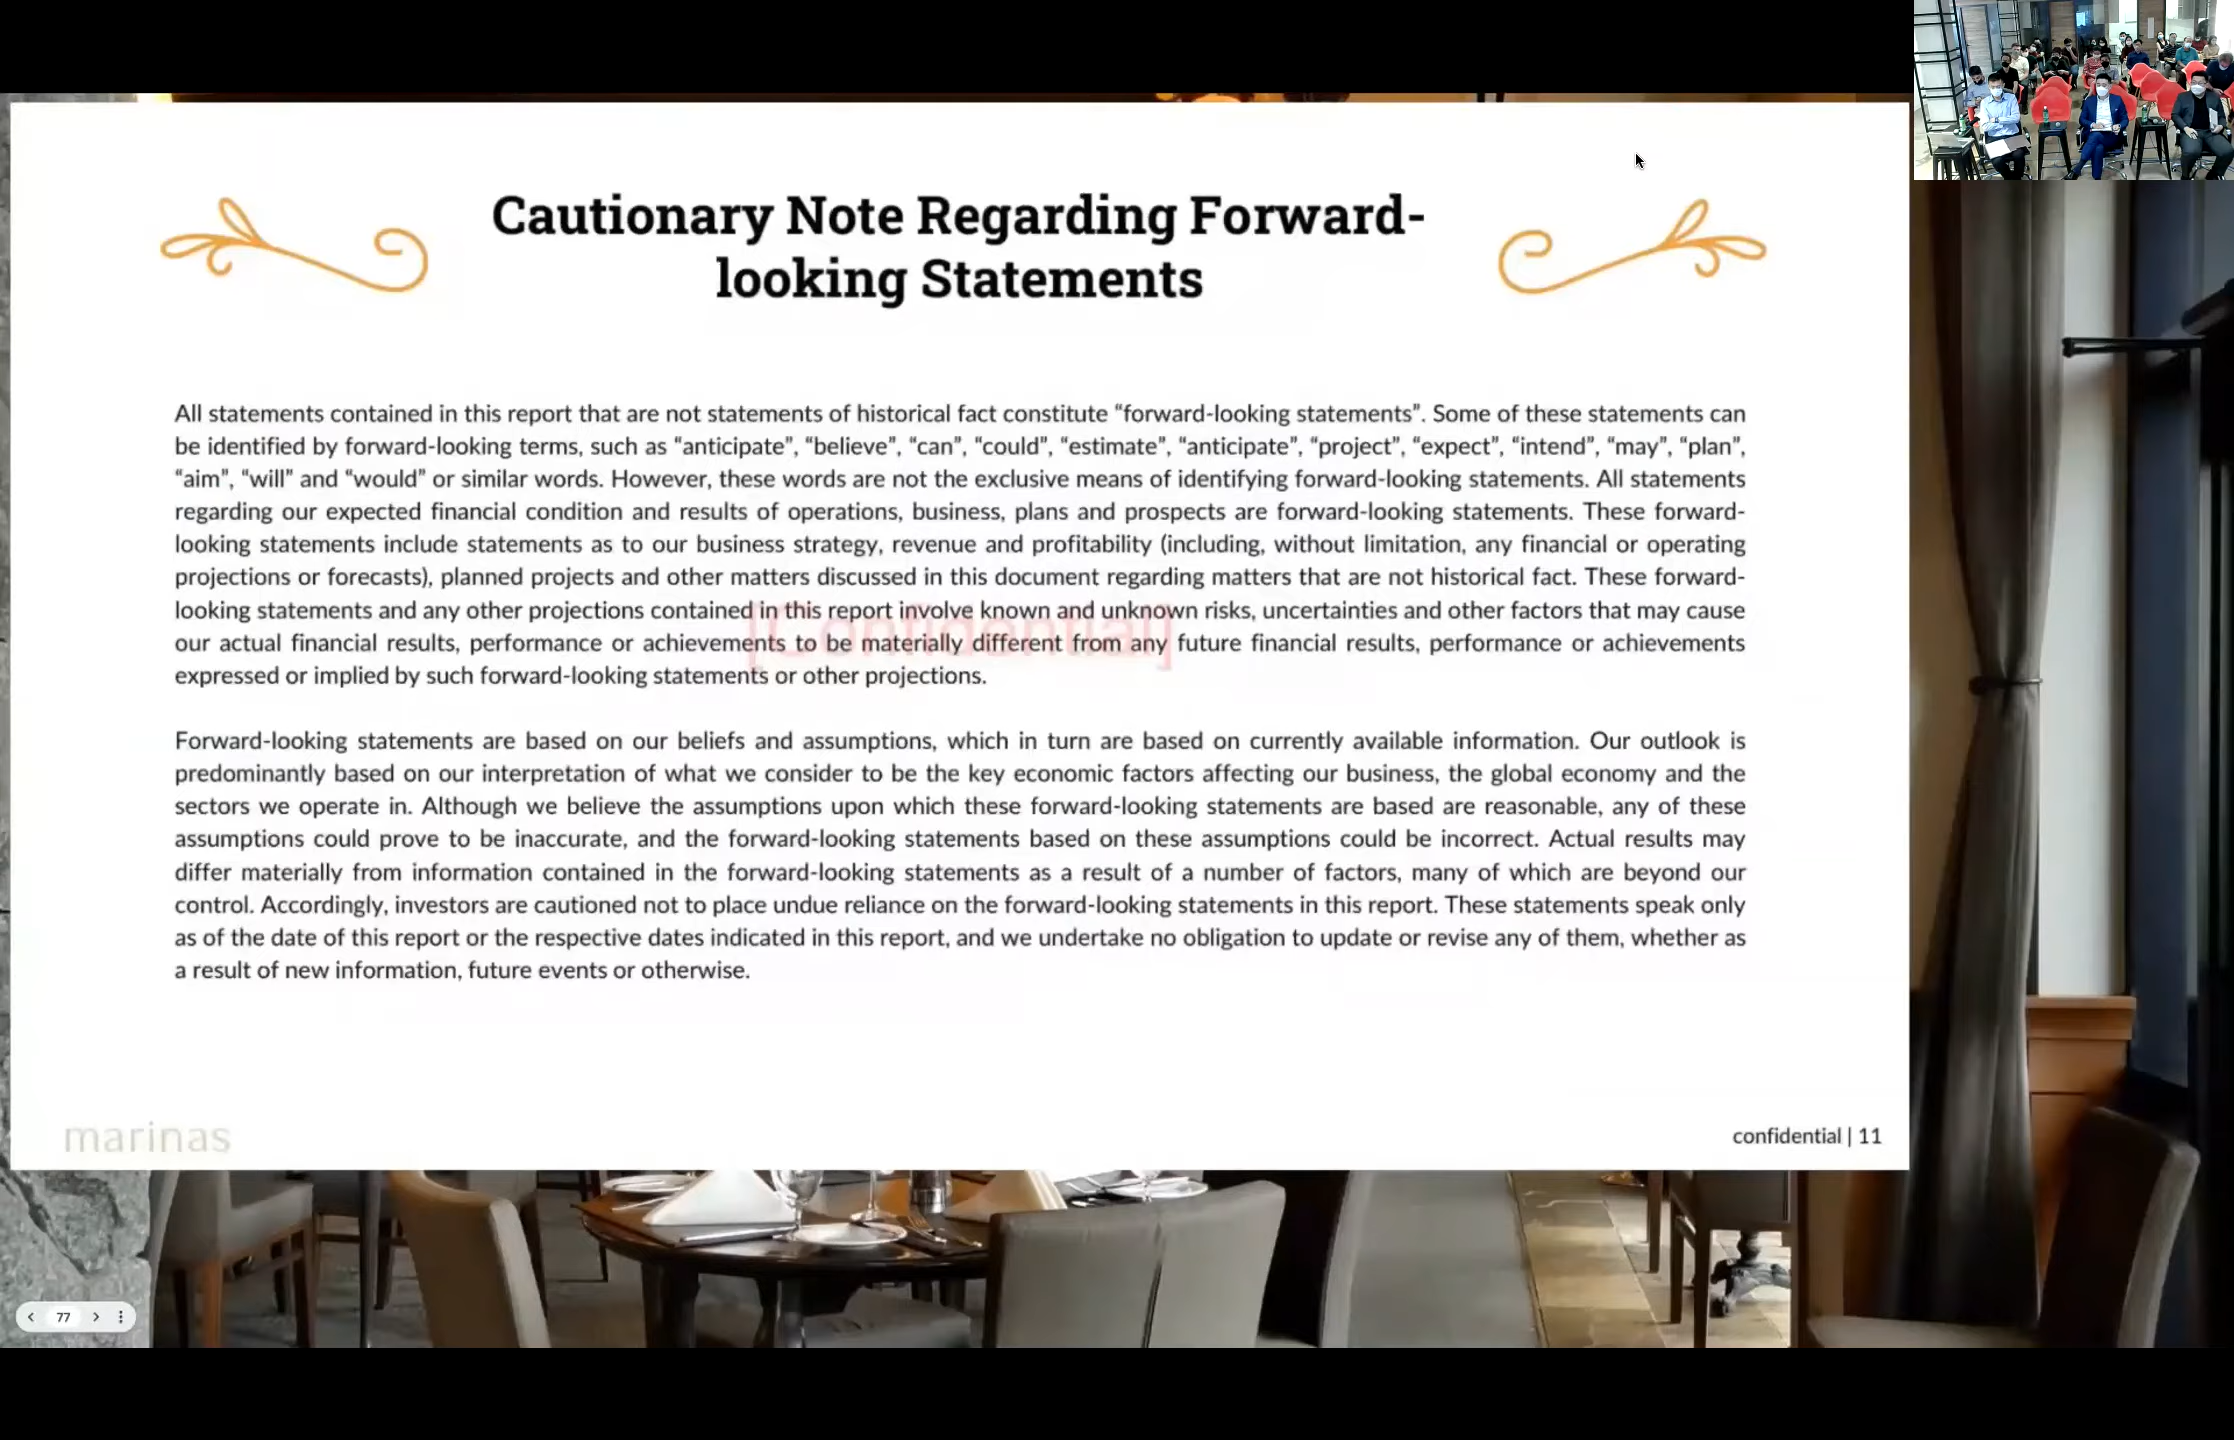 Cautionary Note Regarding Forward-
looking Statements
All statements contained in this report that are not statements of historical fact constitute “forward-looking statements”. Some of these statements can
be identified by forward-looking terms, such as “anticipate”, “believe”, “can”, “could”, “estimate”, “anticipate”, “project”, “expect”, “intend”, “may”, “plan”,
“aim”, “will” and “would” or similar words. However, these words are not the exclusive means of identifying forward-looking statements. All statements
regarding our expected financial condition and results of operations, business, plans and prospects are forward-looking statements. These forward-
looking statements include statements as to our business strategy, revenue and profitability (including, without limitation, any financial or operating
projections or forecasts), planned projects and other matters discussed in this document regarding matters that are not historical fact. These forward-
looking statements and any other projections contained in this report involve known and unknown risks, uncertainties and other factors that may cause
our actual financial results, performance or achievements to be materially different from any future financial results, performance or achievements
expressed or implied by such forward-looking statements or other projections.
[Confidential]
Forward-looking statements are based on our beliefs and assumptions, which in turn are based on currently available information. Our outlook is
predominantly based on our interpretation of what we consider to be the key economic factors affecting our business, the global economy and the
sectors we operate in. Although we believe the assumptions upon which these forward-looking statements are based are reasonable, any of these
assumptions could prove to be inaccurate, and the forward-looking statements based on these assumptions could be incorrect. Actual results may
differ materially from information contained in the forward-looking statements as a result of a number of factors, many of which are beyond our
control. Accordingly, investors are cautioned not to place undue reliance on the forward-looking statements in this report. These statements speak only
as of the date of this report or the respective dates indicated in this report, and we undertake no obligation to update or revise any of them, whether as
a result of new information, future events or otherwise.
marinas
confidential | 11
77